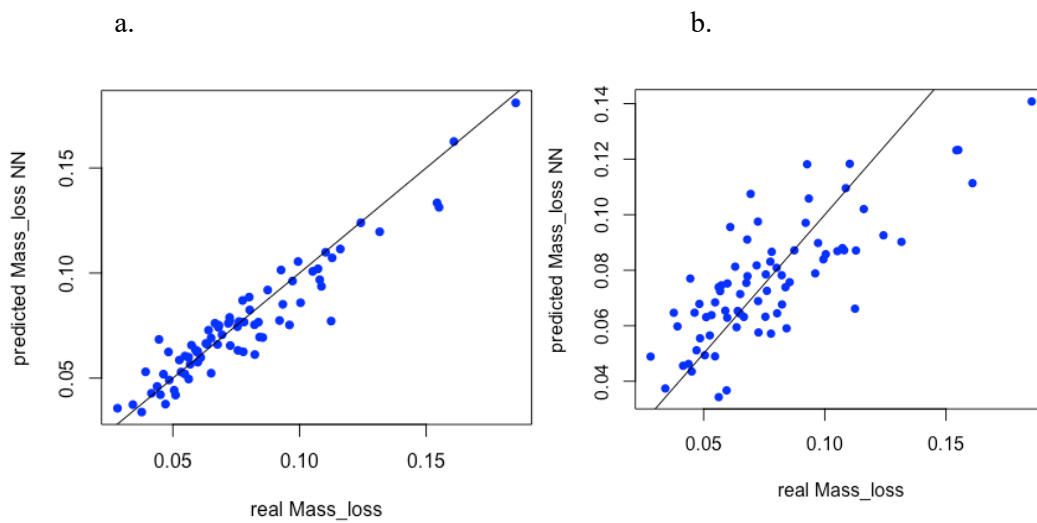 a.
predicted Mass_loss NN
0.15
0.10
0.05
0.05 0.10 0.15
real Mass_loss
b.
predicted Mass_loss NN
0.14
0.12
0.10
0.08
0.06
0.04
0.05 0.10 0.15
real Mass_loss